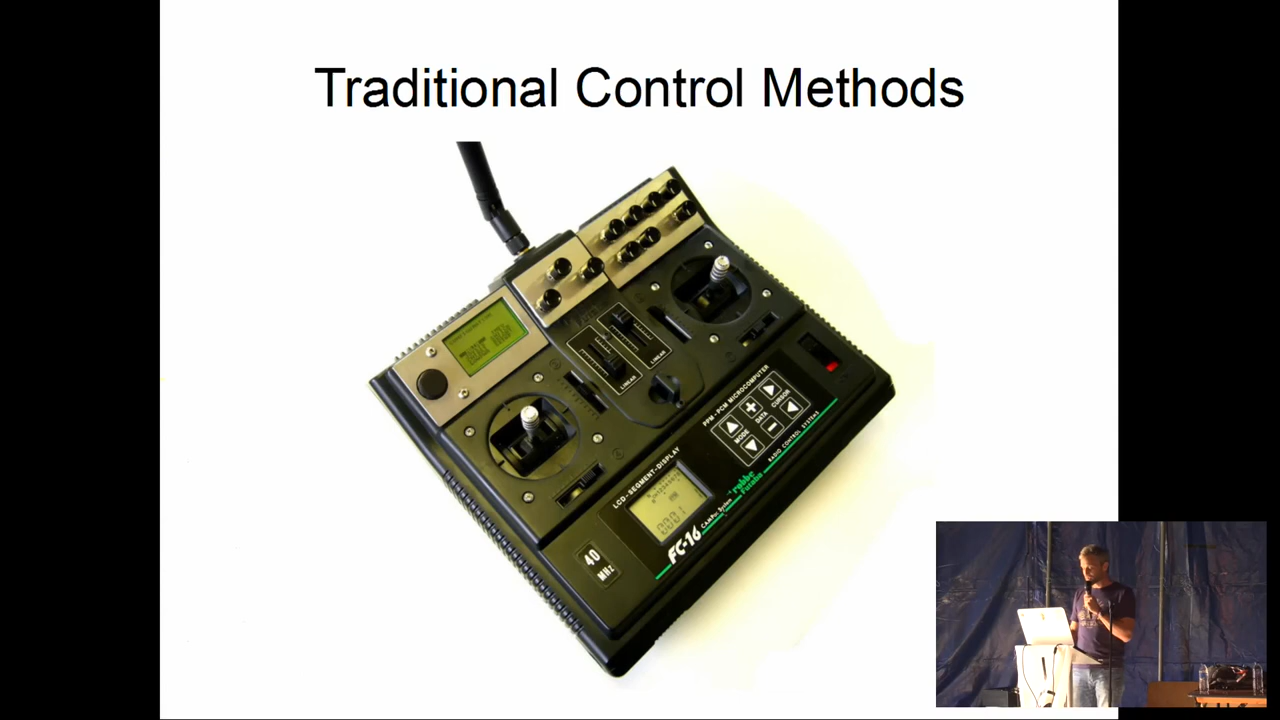 Traditional Control Methods
LINEAR
LINEAR
PPM-PCM MICROCOMPUTER
MODE
DATA
CURSOR
RADIO CONTROL SYSTEMS
LCD-SEGMENT-DISPLAY
robbe
Futaba
FC-16
40
MHz